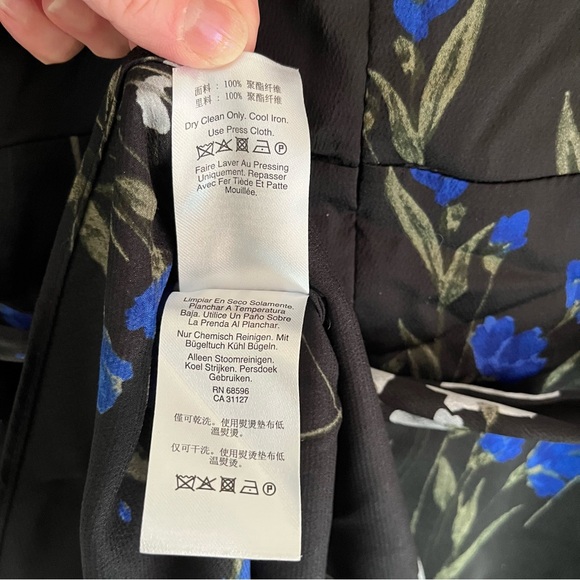 面料 : 100% 聚酯纤维
里料 : 100% 聚酯纤维
Dry Clean Only. Cool Iron.
Use Press Cloth.
P
Faire Laver Au Pressing
Uniquement. Repasser
Avec Fer Tiède Et Patte
Mouillée.
Limpiar En Seco Solamente.
Planchar A Temperatura
Baja. Utilice Un Paño Sobre
La Prenda Al Planchar.
Nur Chemisch Reinigen. Mit
Bügeltuch Kühl Bügeln.
Alleen Stoomreinigen.
Koel Strijken. Persdoek
Gebruiken.
RN 68596
CA 31127
僅可乾洗。使用熨燙墊布低
溫熨燙。
仅可干洗。使用熨烫垫布低
温熨烫。
P